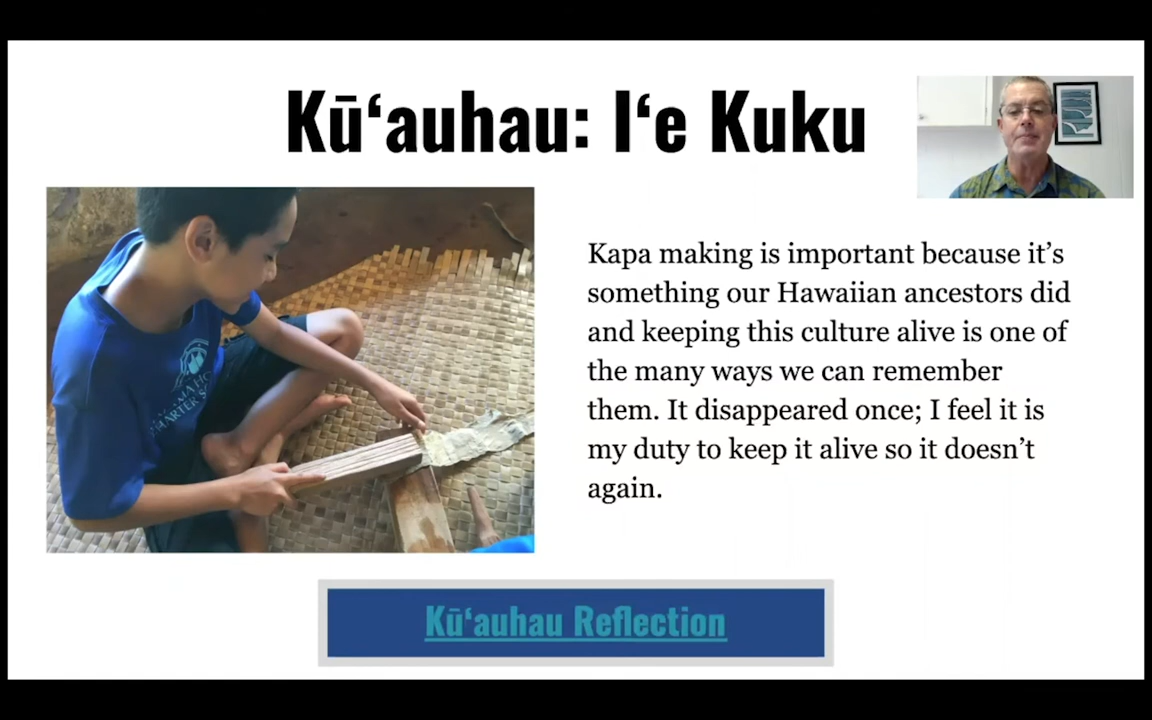 Kūʻauhau: Iʻe Kuku
Kapa making is important because it’s
something our Hawaiian ancestors did
and keeping this culture alive is one of
the many ways we can remember
them. It disappeared once; I feel it is
my duty to keep it alive so it doesn’t
again.
Kūʻauhau Reflection